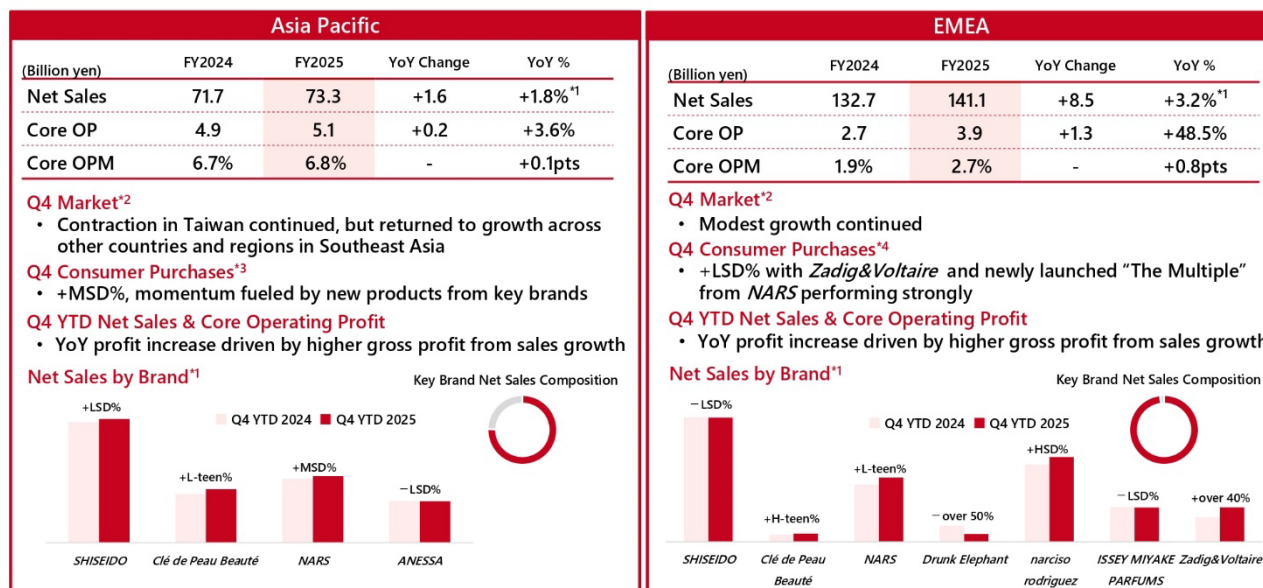 Asia Pacific
(Billion yen) FY2024 FY2025 YoY Change YoY %
Net Sales 71.7 73.3 +1.6 +1.8%*1
Core OP 4.9 5.1 +0.2 +3.6%
Core OPM 6.7% 6.8% - +0.1pts
Q4 Market*2
• Contraction in Taiwan continued, but returned to growth across
other countries and regions in Southeast Asia
Q4 Consumer Purchases*3
• +MSD%, momentum fueled by new products from key brands
Q4 YTD Net Sales & Core Operating Profit
• YoY profit increase driven by higher gross profit from sales growth
Net Sales by Brand*1
Key Brand Net Sales Composition
Q4 YTD 2024 Q4 YTD 2025
+LSD%
+L-teen%
+MSD%
−LSD%
SHISEIDO Clé de Peau Beauté NARS ANESSA
EMEA
(Billion yen) FY2024 FY2025 YoY Change YoY %
Net Sales 132.7 141.1 +8.5 +3.2%*1
Core OP 2.7 3.9 +1.3 +48.5%
Core OPM 1.9% 2.7% - +0.8pts
Q4 Market*2
• Modest growth continued
Q4 Consumer Purchases*4
• +LSD% with Zadig&Voltaire and newly launched “The Multiple”
from NARS performing strongly
Q4 YTD Net Sales & Core Operating Profit
• YoY profit increase driven by higher gross profit from sales growth
Net Sales by Brand*1
Key Brand Net Sales Composition
Q4 YTD 2024 Q4 YTD 2025
−LSD%
+H-teen%
+L-teen%
−over 50%
+HSD%
−LSD%
+over 40%
SHISEIDO Clé de Peau NARS Drunk Elephant narciso ISSEY MIYAKE Zadig&Voltaire
Beauté rodriguez PARFUMS